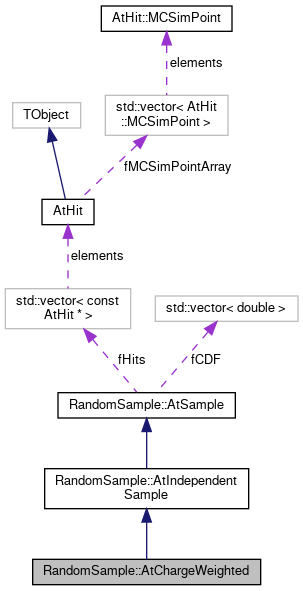 AtHit::MCSimPoint
elements
TObject
std::vector< AtHit
::MCSimPoint >
fMCSimPointArray
AtHit
elements
std::vector< const
AtHit * >
std::vector< double >
fHits
fCDF
RandomSample::AtSample
RandomSample::AtIndependent
Sample
RandomSample::AtChargeWeighted